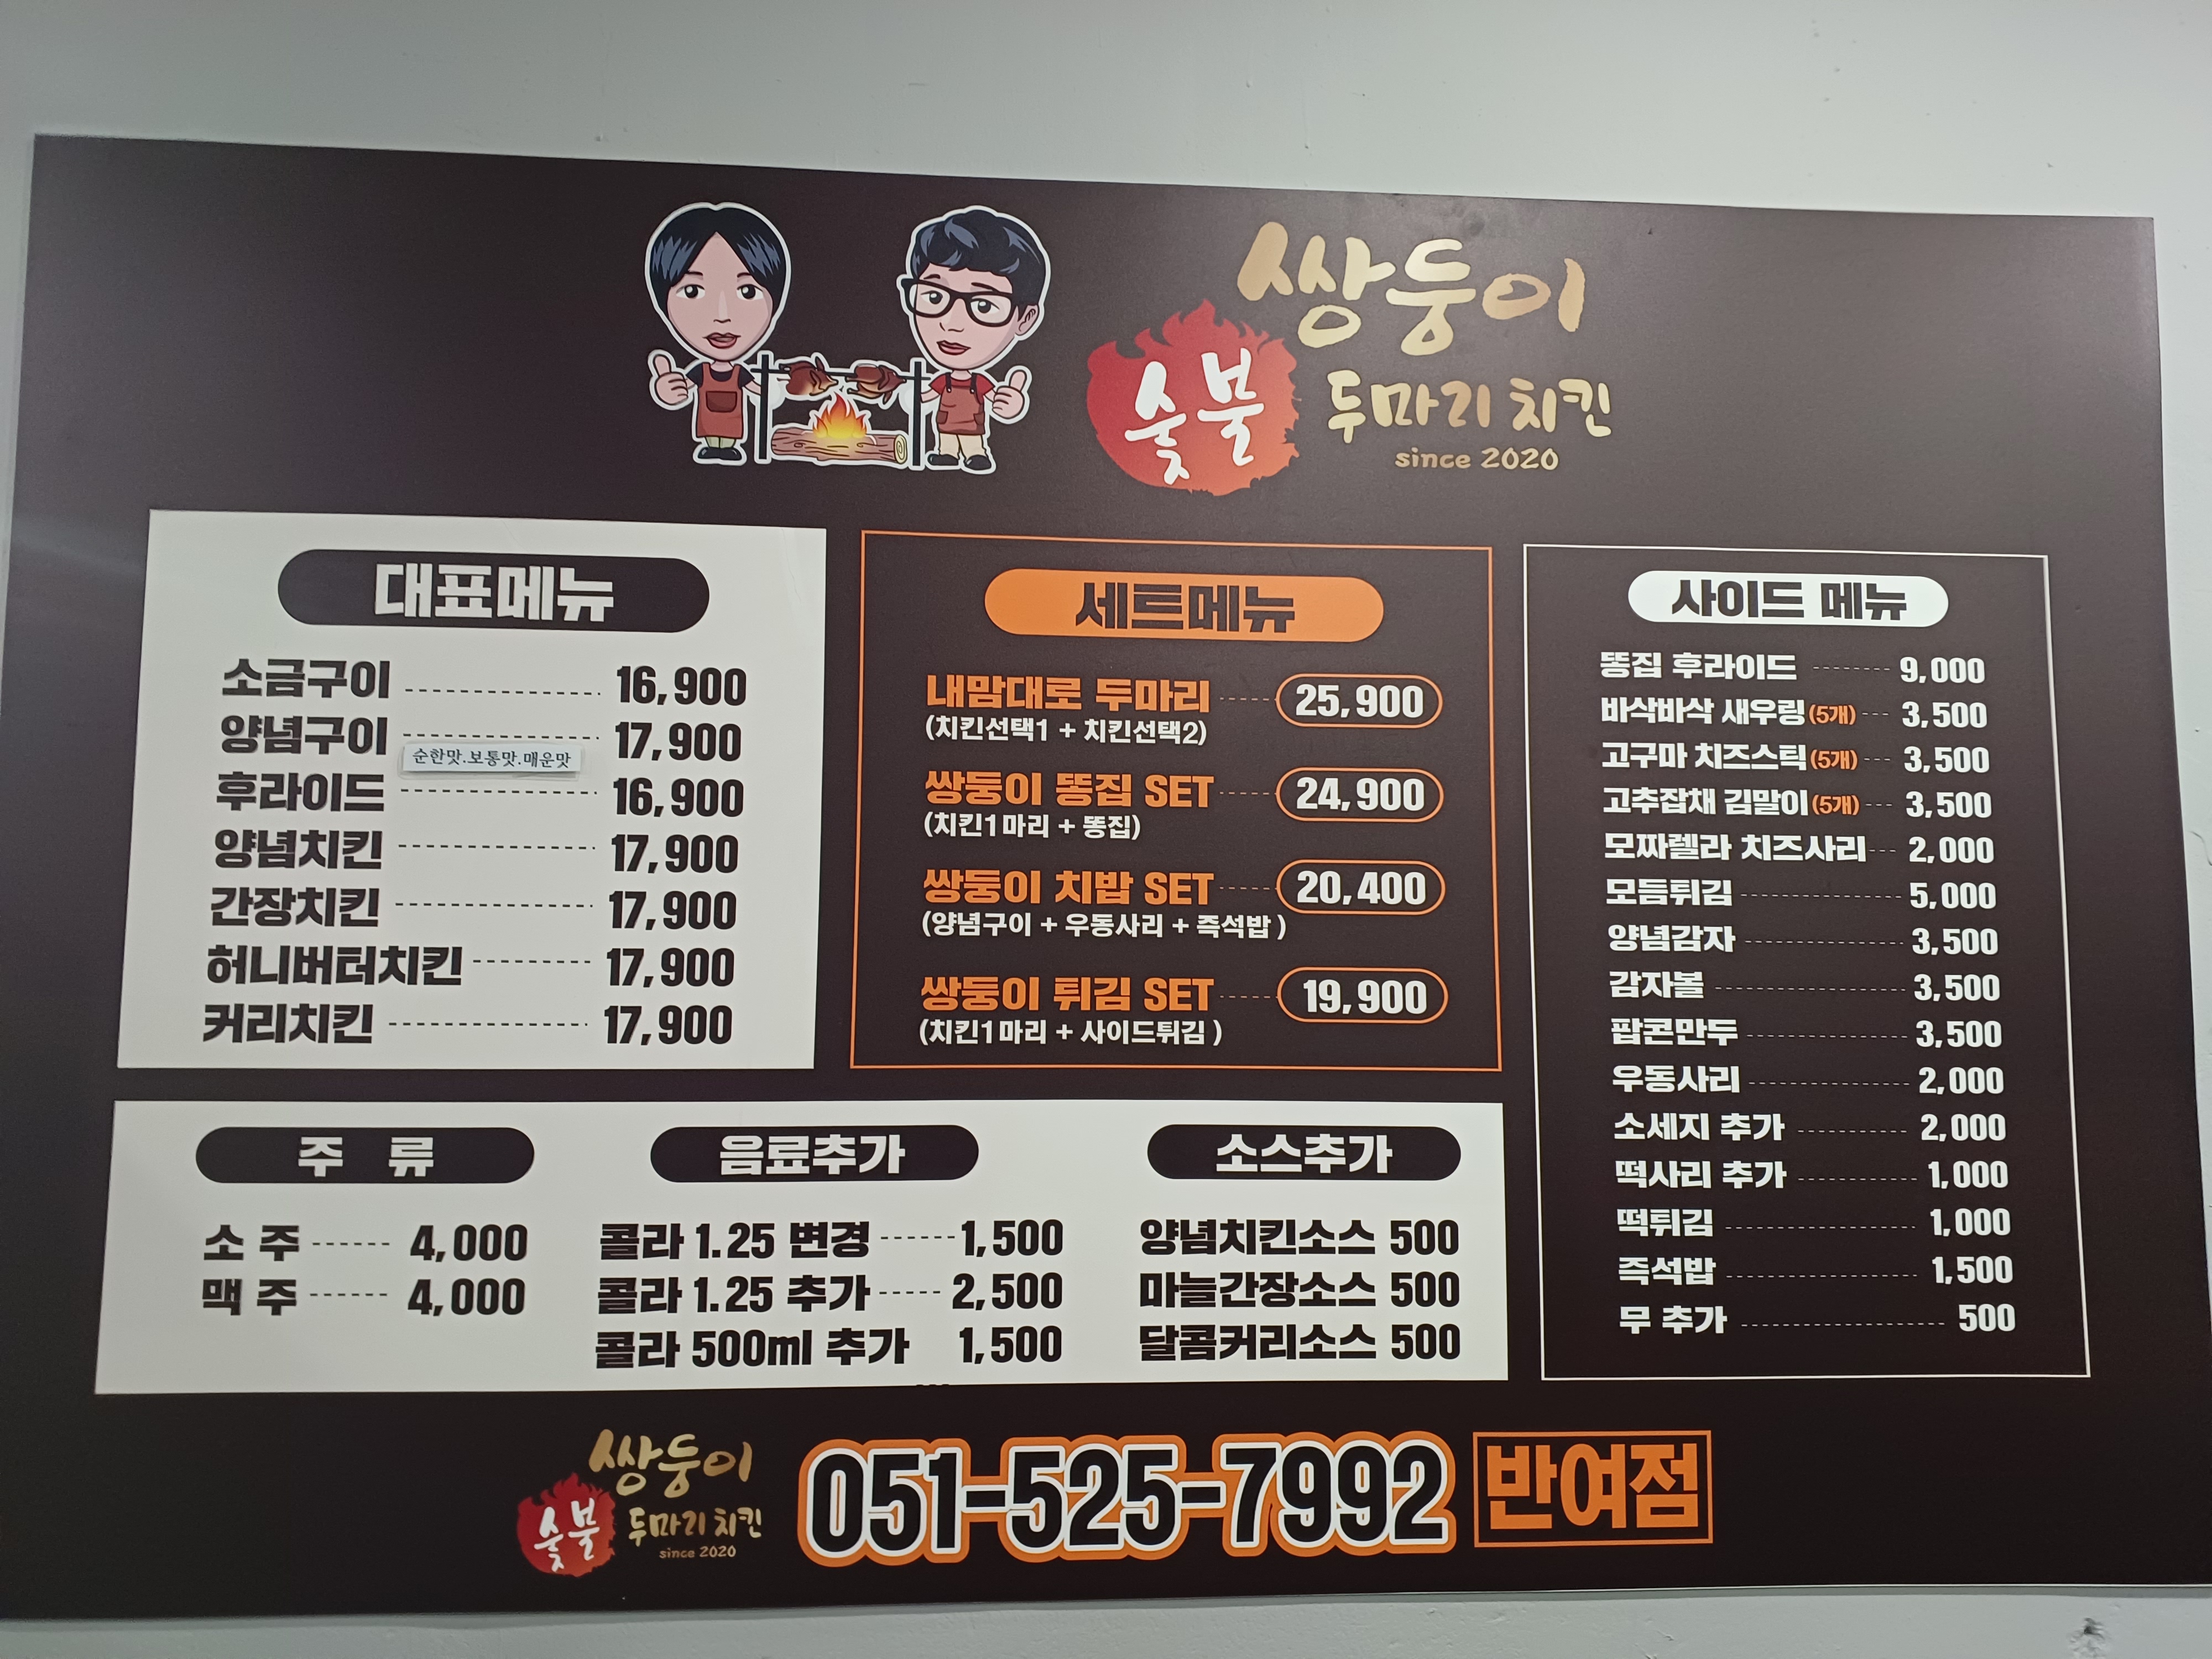 쌍둥이
숯불 두마리 치킨
since 2020
대표메뉴
소금구이 16,900
양념구이 17,900
순한맛.보통맛.매운맛
후라이드 16,900
양념치킨 17,900
간장치킨 17,900
허니버터치킨 17,900
커리치킨 17,900
세트메뉴
내맘대로 두마리 25,900
(치킨선택1 + 치킨선택2)
쌍둥이 똥집 SET 24,900
(치킨1마리 + 똥집)
쌍둥이 치밥 SET 20,400
(양념구이 + 우동사리 + 즉석밥 )
쌍둥이 튀김 SET 19,900
(치킨1마리 + 사이드튀김 )
사이드 메뉴
똥집 후라이드 9,000
바삭바삭 새우링(5개) 3,500
고구마 치즈스틱(5개) 3,500
고추잡채 김말이(5개) 3,500
모짜렐라 치즈사리 2,000
모듬튀김 5,000
양념감자 3,500
감자볼 3,500
팝콘만두 3,500
우동사리 2,000
소세지 추가 2,000
떡사리 추가 1,000
떡튀김 1,000
즉석밥 1,500
무 추가 500
주 류
소 주 4,000
맥 주 4,000
음료추가
콜라 1.25 변경 1,500
콜라 1.25 추가 2,500
콜라 500ml 추가 1,500
소스추가
양념치킨소스 500
마늘간장소스 500
달콤커리소스 500
쌍둥이
숯불 두마리 치킨
since 2020
051-525-7992 반여점